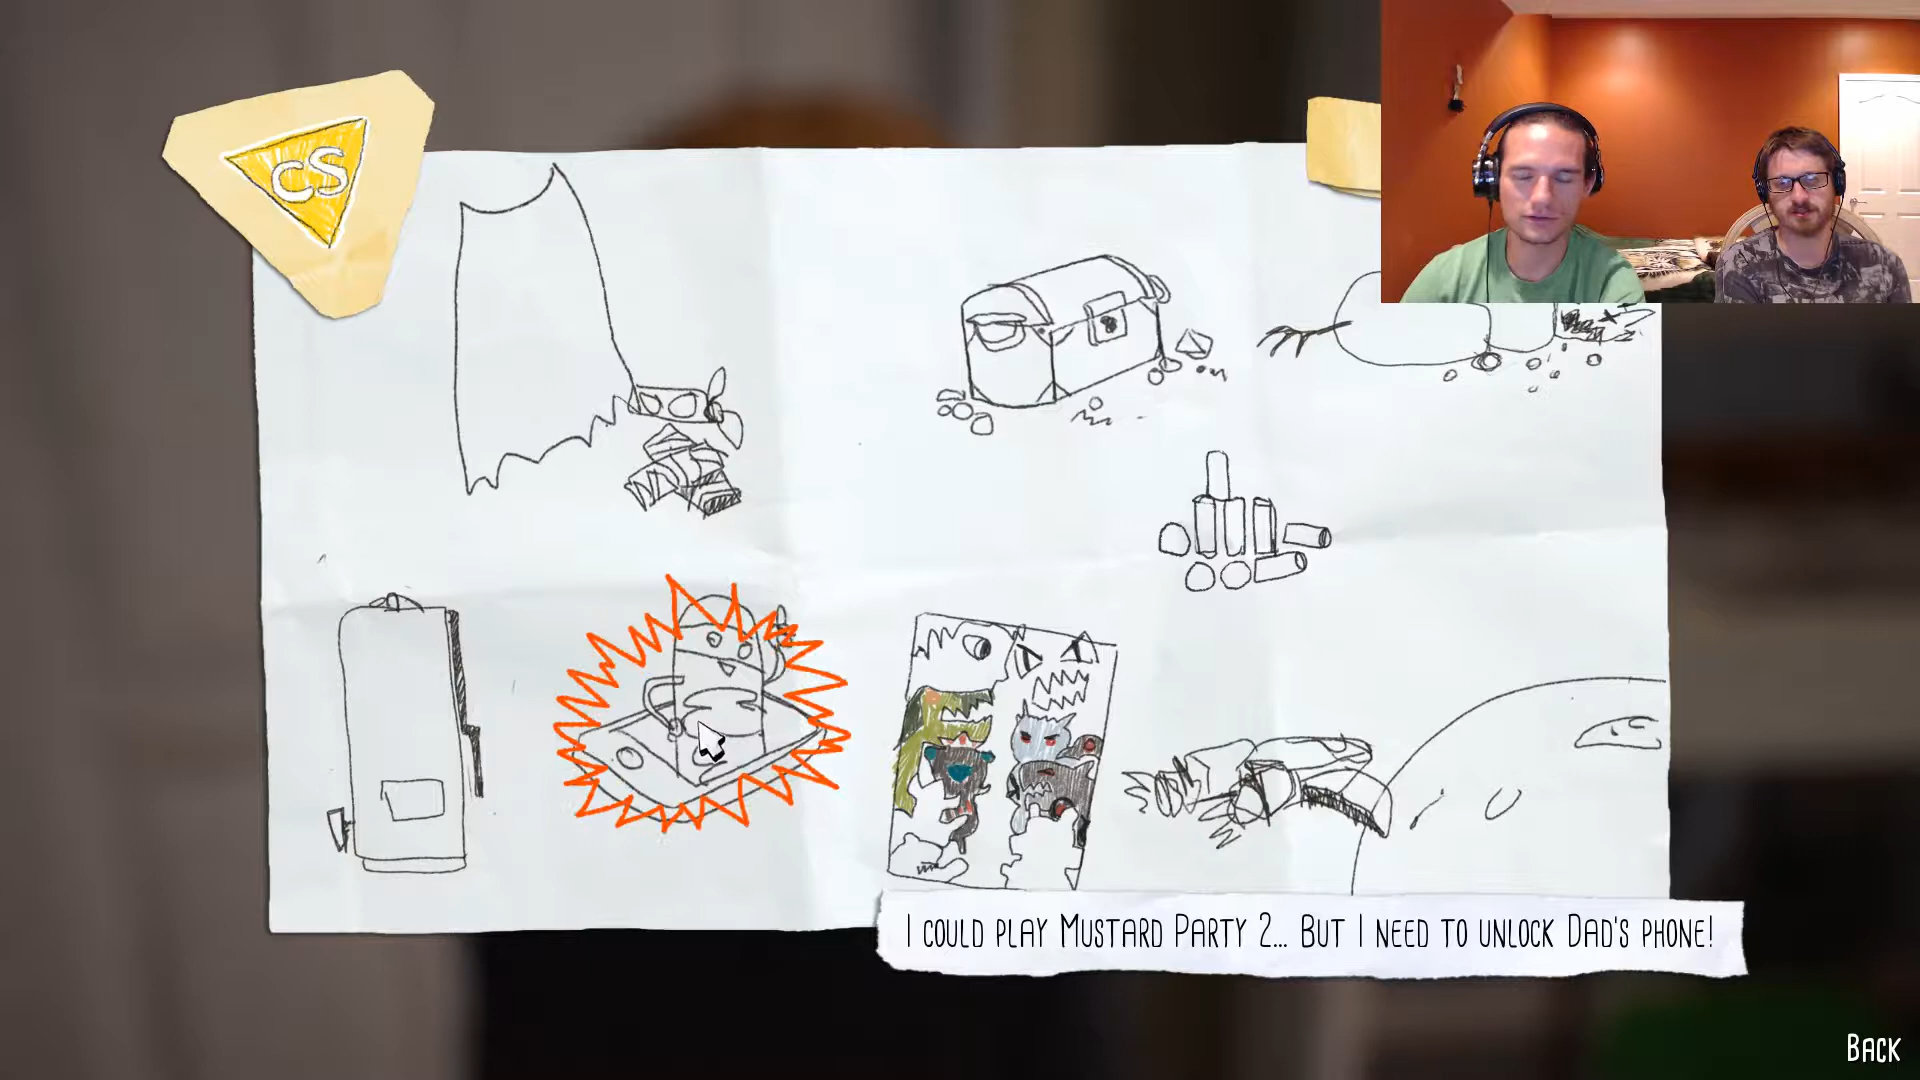 CS
I could play Mustard Party 2... But I need to unlock Dad's phone!
Back